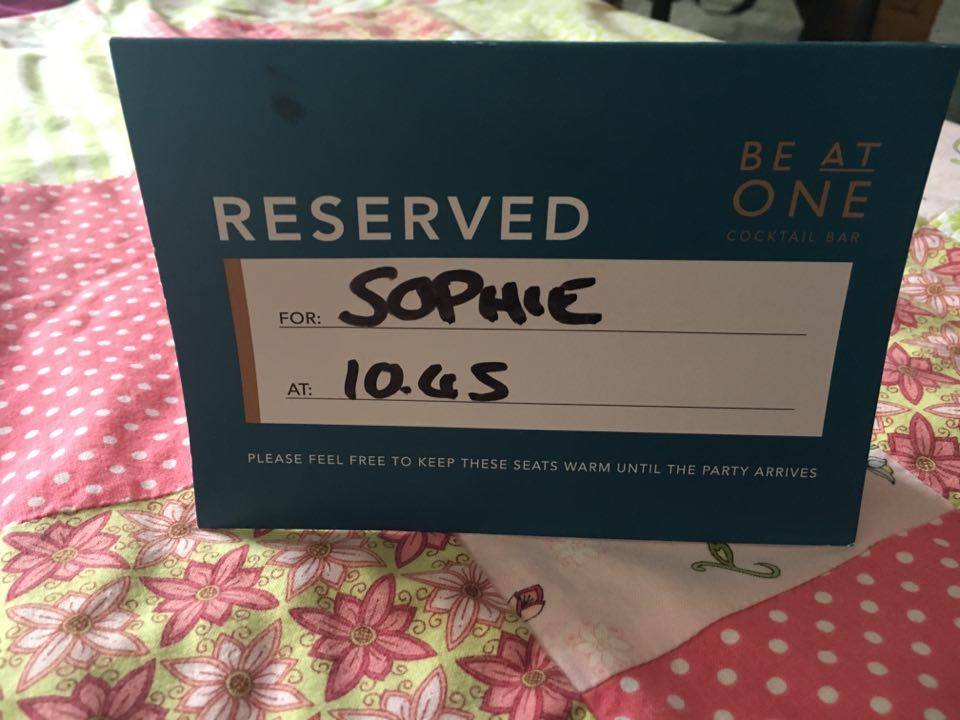 BE AT
ONE
COCKTAIL BAR
RESERVED
FOR: SOPHIE
AT: 10.45
PLEASE FEEL FREE TO KEEP THESE SEATS WARM UNTIL THE PARTY ARRIVES